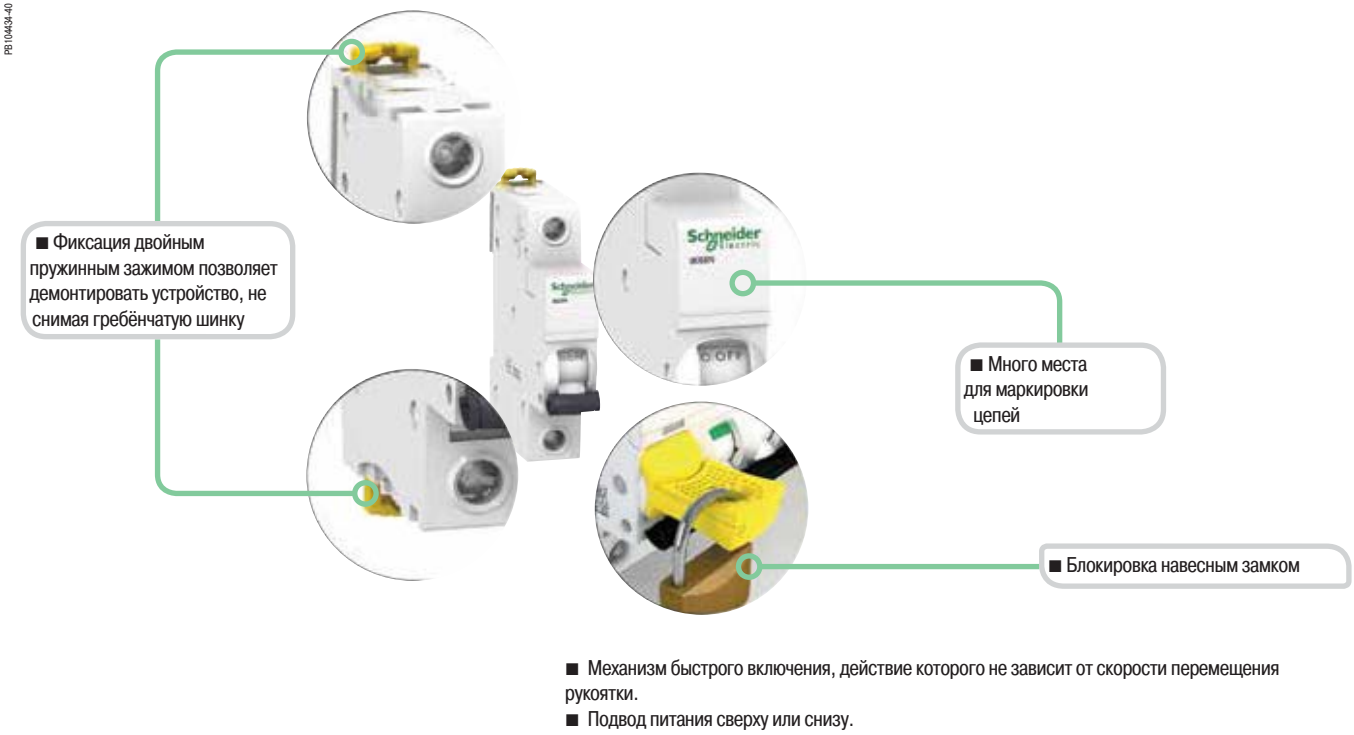 PB104434-40
■ Фиксация двойным
пружинным зажимом позволяет
демонтировать устройство, не
снимая гребёнчатую шинку
Schneider
Electric
Schneider
O OFF
■ Много места
для маркировки
цепей
■ Блокировка навесным замком
■ Механизм быстрого включения, действие которого не зависит от скорости перемещения
рукоятки.
■ Подвод питания сверху или снизу.